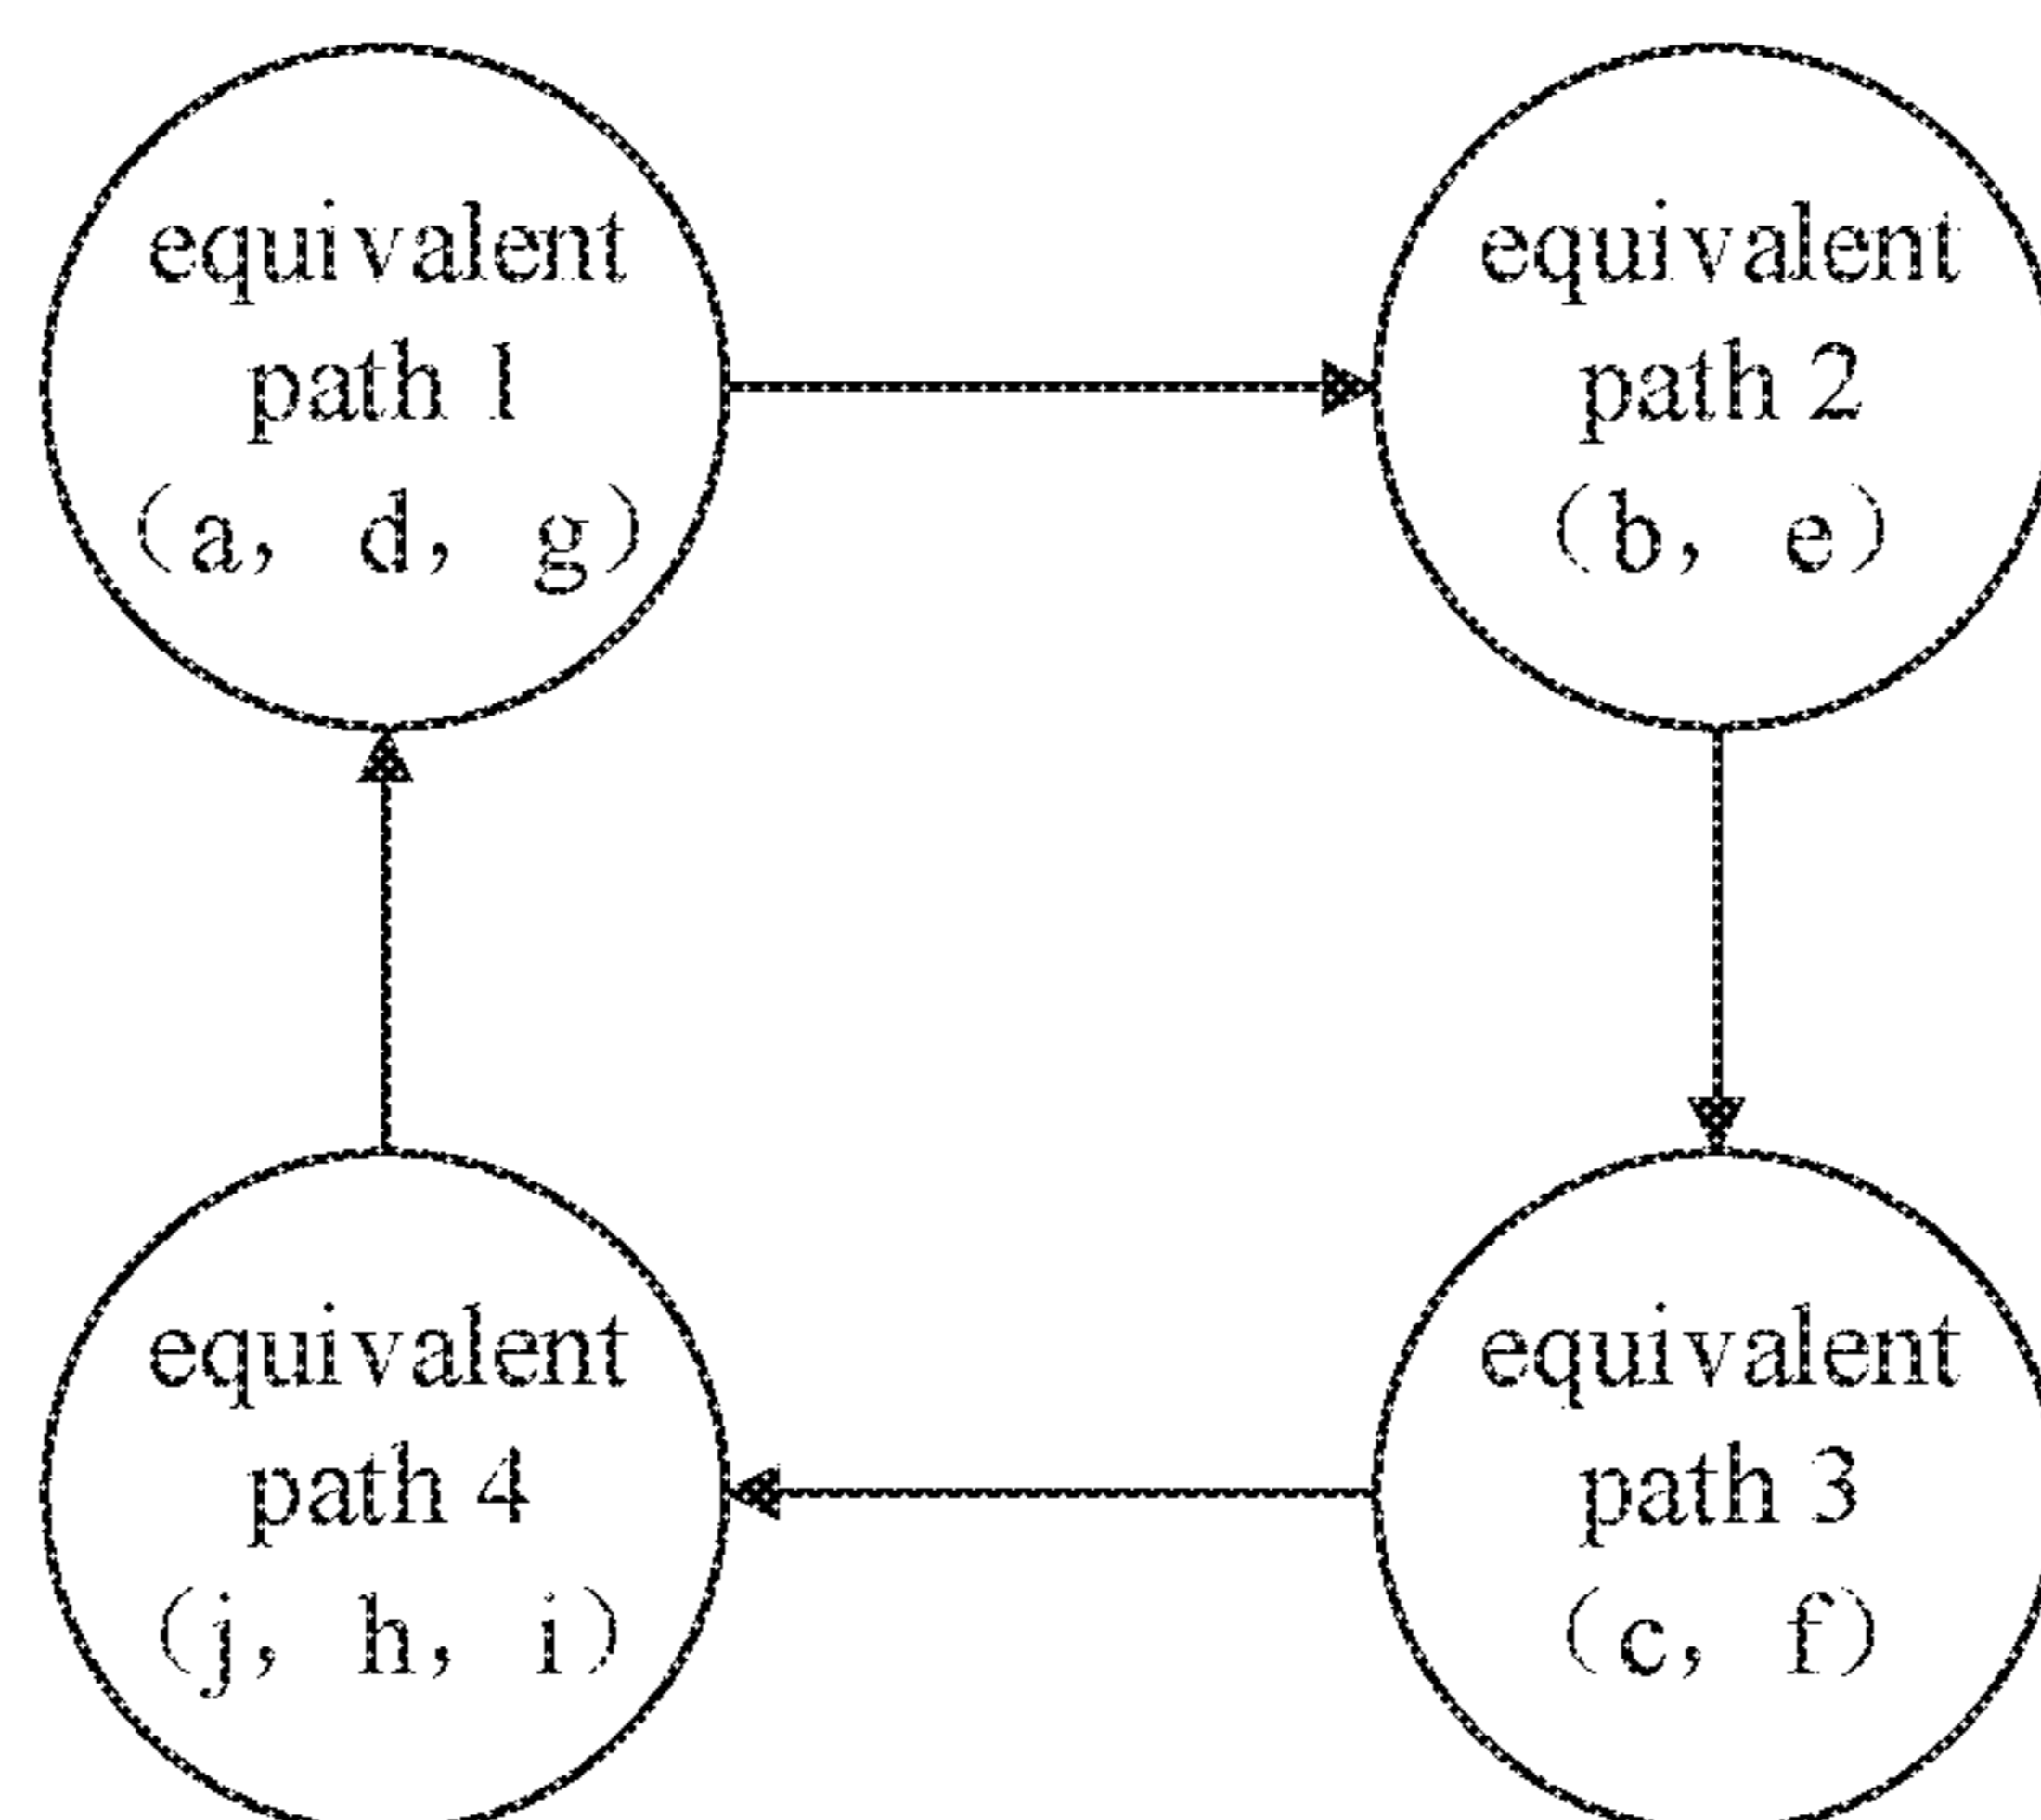 equivalent
path 1
（a， d， g）
equivalent
path 2
（b， e）
equivalent
path 4
（j， h， i）
equivalent
path 3
（c， f）